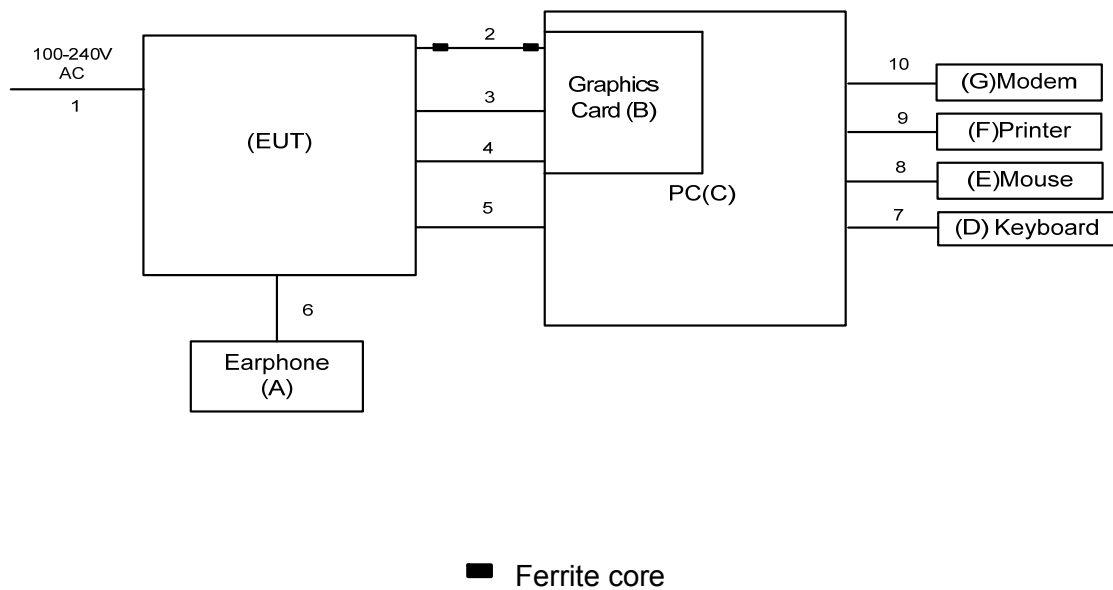 100-240V
AC
1
(EUT)
2
3
4
5
6
Earphone
(A)
Graphics
Card (B)
PC(C)
10
(G)Modem
9
(F)Printer
8
(E)Mouse
7
(D) Keyboard
Ferrite core